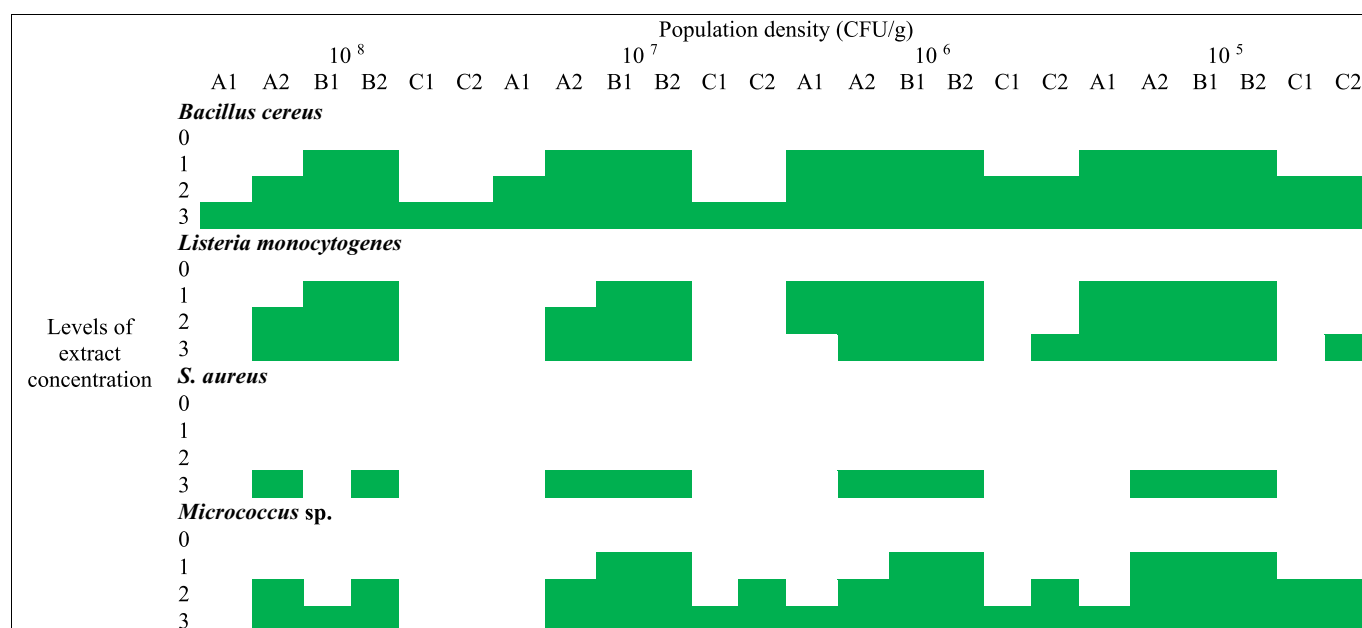 Population density (CFU/g)
10 8 10 7 10 6 10 5
A1 A2 B1 B2 C1 C2 A1 A2 B1 B2 C1 C2 A1 A2 B1 B2 C1 C2 A1 A2 B1 B2 C1 C2
Bacillus cereus
0
1
2
3
Listeria monocytogenes
0
1
2
3
Levels of
extract
concentration
S. aureus
0
1
2
3
Micrococcus sp.
0
1
2
3